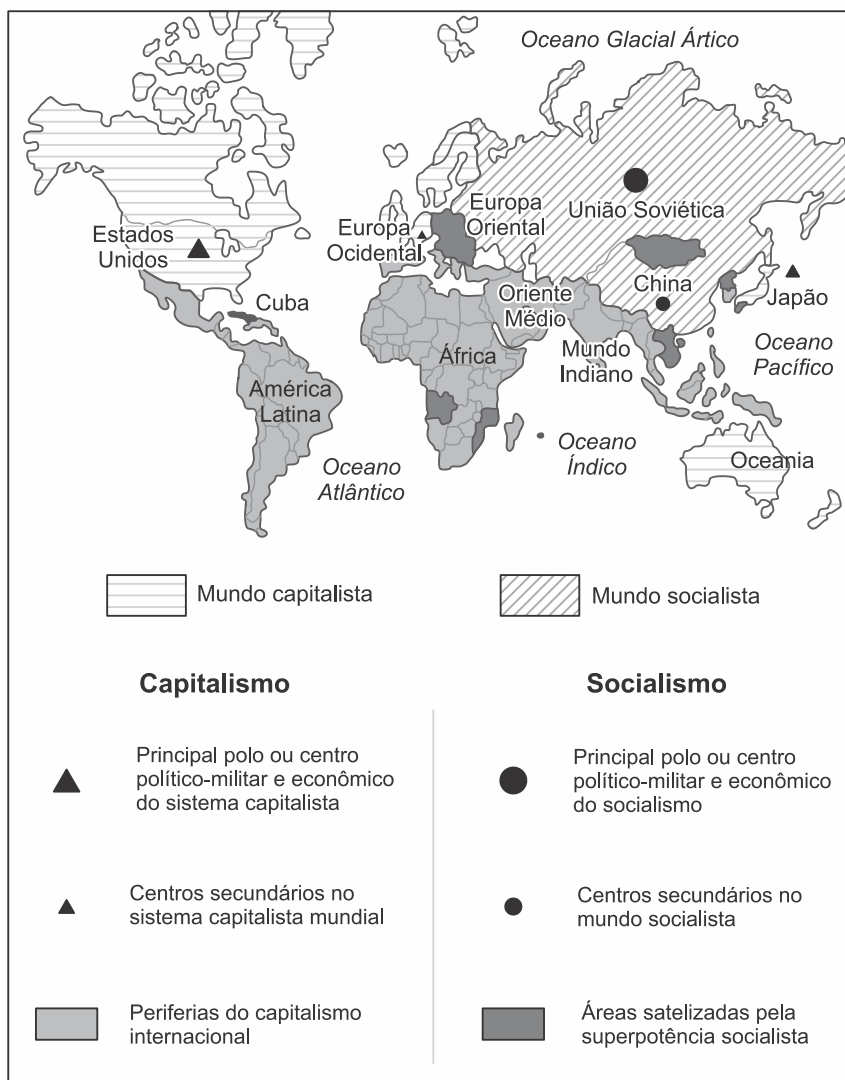 Oceano Glacial Ártico
Estados
Unidos
Europa
Ocidental
Europa
Oriental
União Soviética
China
Japão
Cuba
Oriente
Médio
Mundo
Indiano
Oceano
Pacífico
África
América
Latina
Oceano
Atlântico
Oceano
Índico
Oceania
Mundo capitalista
Mundo socialista
Capitalismo
Principal polo ou centro
político-militar e econômico
do sistema capitalista
Centros secundários no
sistema capitalista mundial
Periferias do capitalismo
internacional
Socialismo
Principal polo ou centro
político-militar e econômico
do socialismo
Centros secundários no
mundo socialista
Áreas satelizadas pela
superpotência socialista